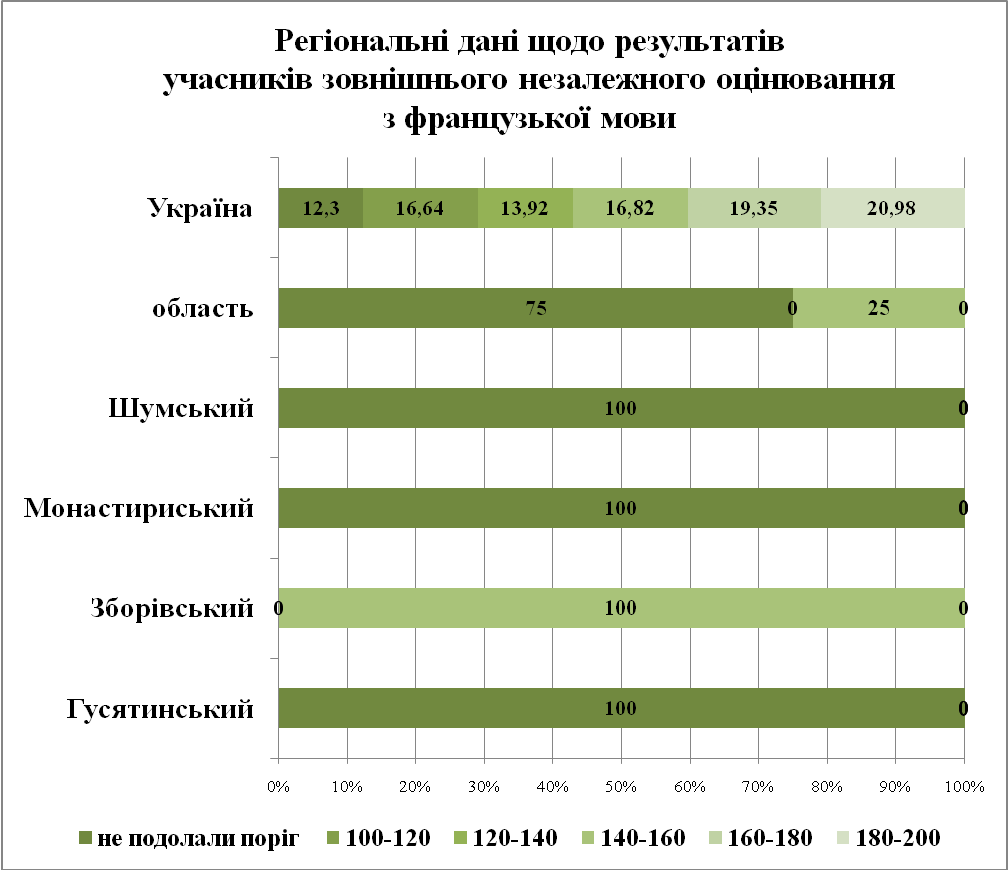 Регіональні дані щодо результатів
учасників зовнішнього незалежного оцінювання
з французької мови
Україна 12,3 16,64 13,92 16,82 19,35 20,98
область 75 0 25 0
Шумський 100 0
Монастириський 100 0
Зборівський 0 100 0
Гусятинський 100 0
0% 10% 20% 30% 40% 50% 60% 70% 80% 90% 100%
не подолали поріг 100-120 120-140 140-160 160-180 180-200